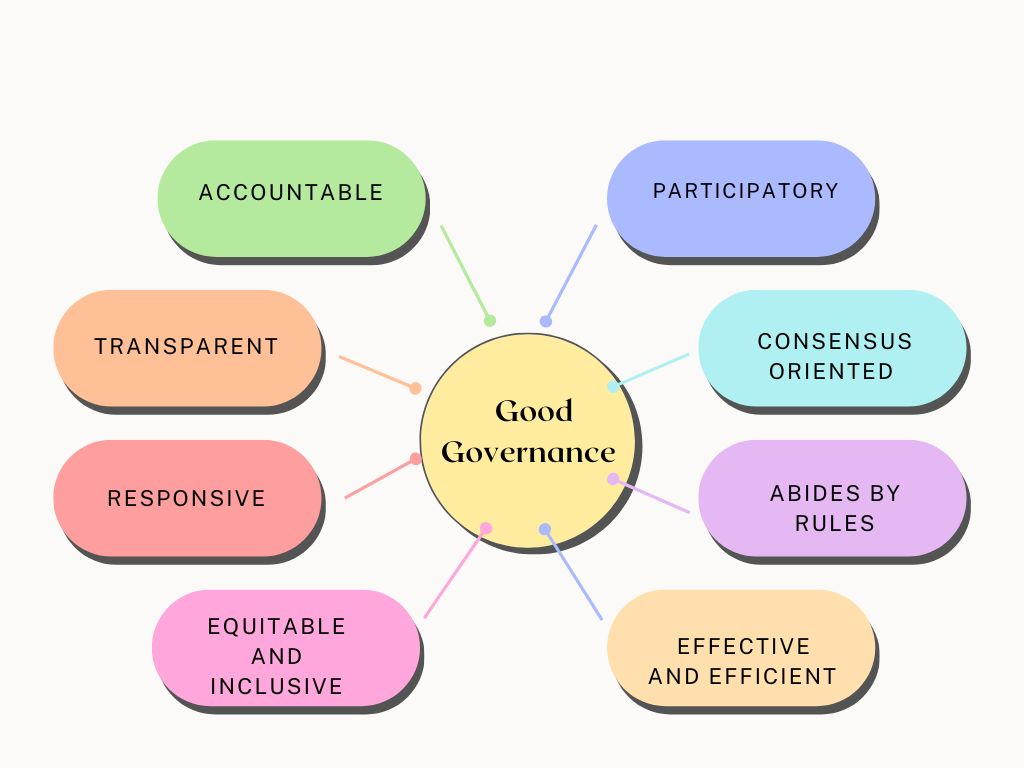 ACCOUNTABLE
PARTICIPATORY
TRANSPARENT
CONSENSUS
ORIENTED
Good
Governance
RESPONSIVE
ABIDES BY
RULES
EQUITABLE
AND
INCLUSIVE
EFFECTIVE
AND EFFICIENT